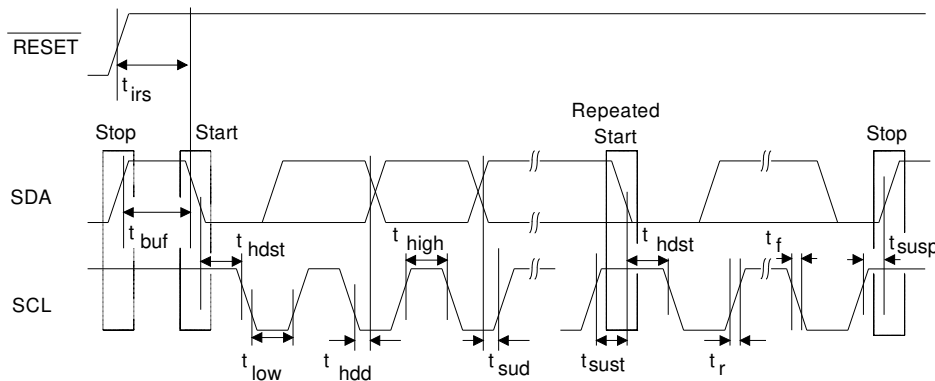 RESET
t irs
Repeated
Stop Start Start Stop
SDA
t buf t hdst t high t hdst t f t susp
SCL
t low t hdd t sud t sust t r